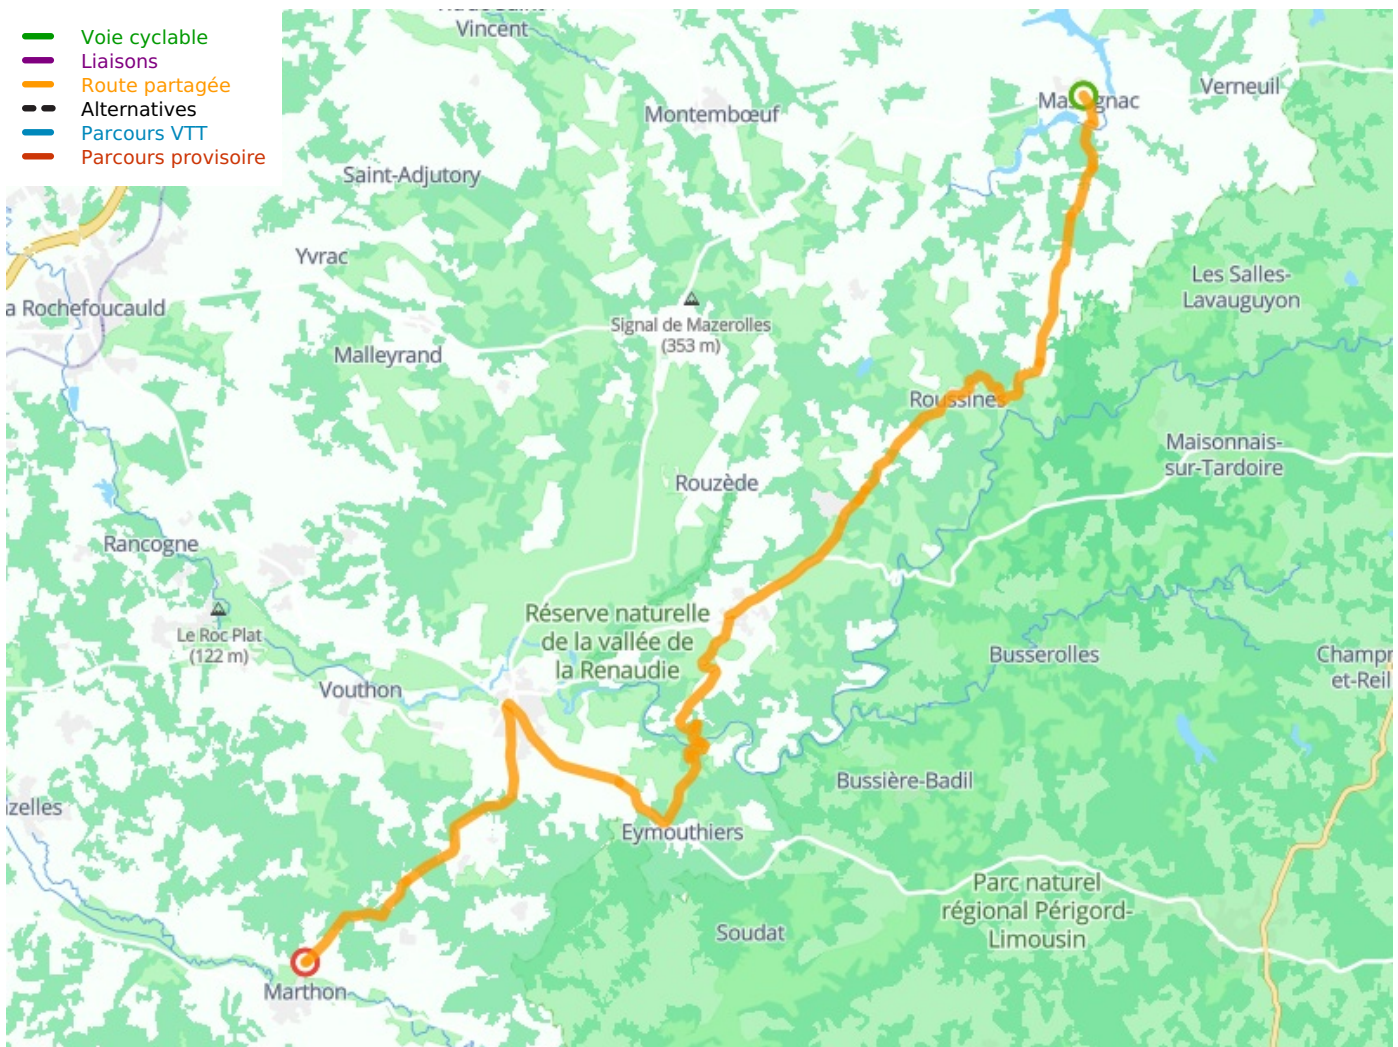 Voie cyclable
Liaisons
Route partagée
Alternatives
Parcours VTT
Parcours provisoire
Vincent
Verneuil
Montembœuf
Saint-Adjutory
Yvrac
Les Salles-
Lavauguyon
a Rochefoucauld
Signal de Mazerolles
(353 m)
Malleyrand
Roussines
Maisonnais-
sur-Tardoire
Rouzède
Rancogne
Réserve naturelle
de la vallée de
la Renaudie
Le Roc Plat
(122 m)
Busserolles
Champr
et-Reil
Vouthon
Bussière-Badil
zelles
Eymouthiers
Parc naturel
régional Périgord-
Limousin
Soudat
Marthon